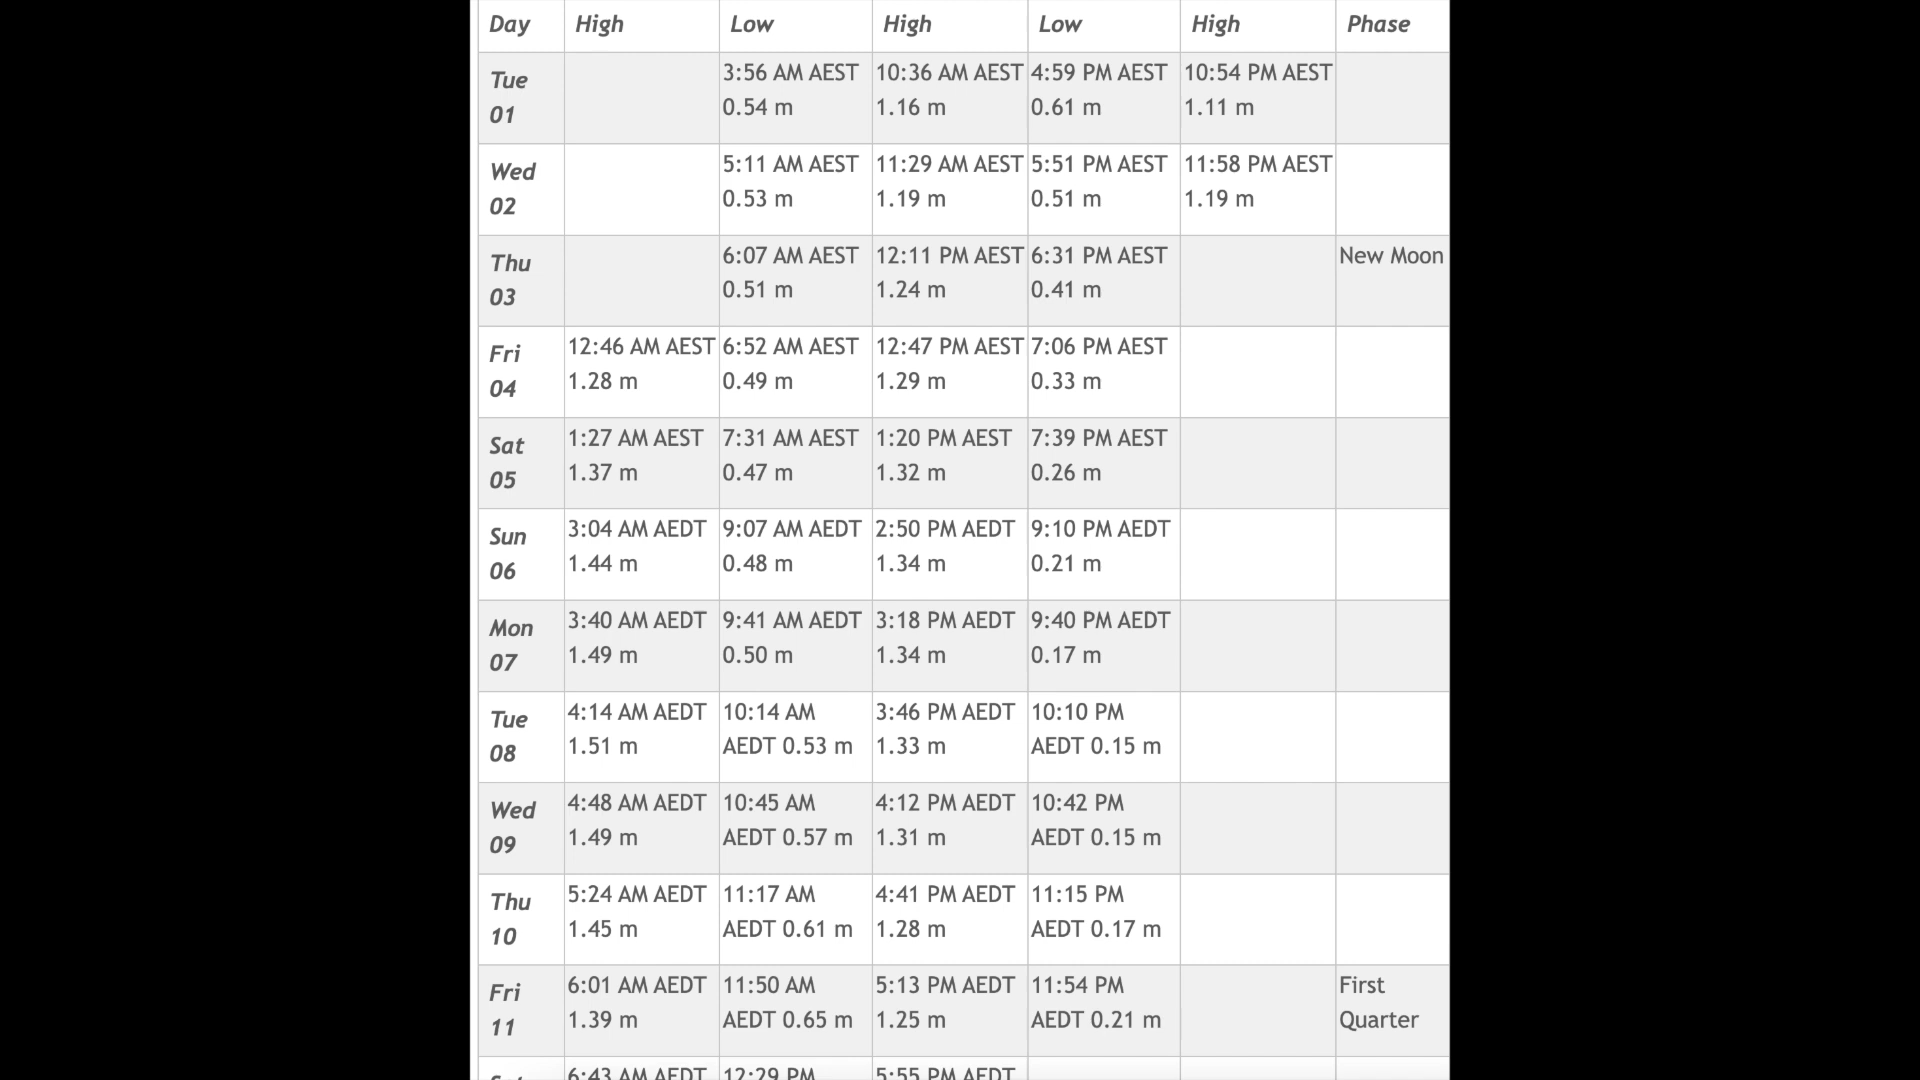 Day High Low High Low High Phase
Tue 3:56 AM AEST 10:36 AM AEST 4:59 PM AEST 10:54 PM AEST
01 0.54 m 1.16 m 0.61 m 1.11 m
Wed 5:11 AM AEST 11:29 AM AEST 5:51 PM AEST 11:58 PM AEST
02 0.53 m 1.19 m 0.51 m 1.19 m
Thu 6:07 AM AEST 12:11 PM AEST 6:31 PM AEST New Moon
03 0.51 m 1.24 m 0.41 m
Fri 12:46 AM AEST 6:52 AM AEST 12:47 PM AEST 7:06 PM AEST
04 1.28 m 0.49 m 1.29 m 0.33 m
Sat 1:27 AM AEST 7:31 AM AEST 1:20 PM AEST 7:39 PM AEST
05 1.37 m 0.47 m 1.32 m 0.26 m
Sun 3:04 AM AEDT 9:07 AM AEDT 2:50 PM AEDT 9:10 PM AEDT
06 1.44 m 0.48 m 1.34 m 0.21 m
Mon 3:40 AM AEDT 9:41 AM AEDT 3:18 PM AEDT 9:40 PM AEDT
07 1.49 m 0.50 m 1.34 m 0.17 m
Tue 4:14 AM AEDT 10:14 AM 3:46 PM AEDT 10:10 PM
08 1.51 m AEDT 0.53 m 1.33 m AEDT 0.15 m
Wed 4:48 AM AEDT 10:45 AM 4:12 PM AEDT 10:42 PM
09 1.49 m AEDT 0.57 m 1.31 m AEDT 0.15 m
Thu 5:24 AM AEDT 11:17 AM 4:41 PM AEDT 11:15 PM
10 1.45 m AEDT 0.61 m 1.28 m AEDT 0.17 m
Fri 6:01 AM AEDT 11:50 AM 5:13 PM AEDT 11:54 PM First
11 1.39 m AEDT 0.65 m 1.25 m AEDT 0.21 m Quarter
6:43 AM AEDT 12:29 PM 5:55 PM AEDT